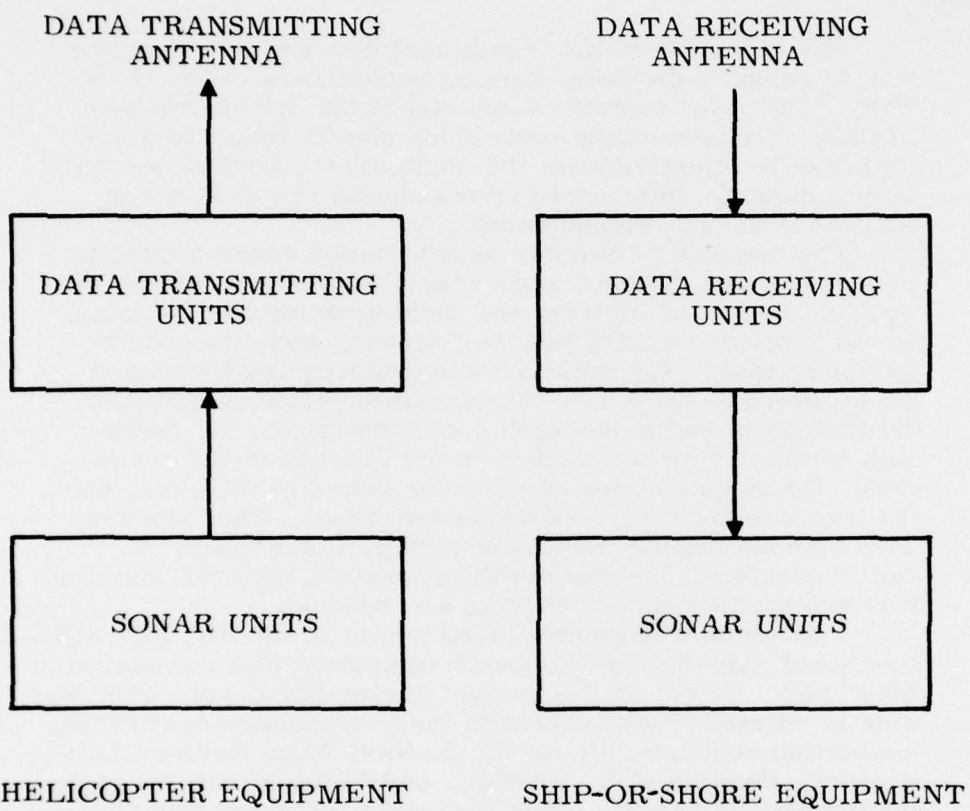 DATA TRANSMITTING
ANTENNA
DATA TRANSMITTING
UNITS
SONAR UNITS
HELICOPTER EQUIPMENT
DATA RECEIVING
ANTENNA
DATA RECEIVING
UNITS
SONAR UNITS
SHIP-OR-SHORE EQUIPMENT